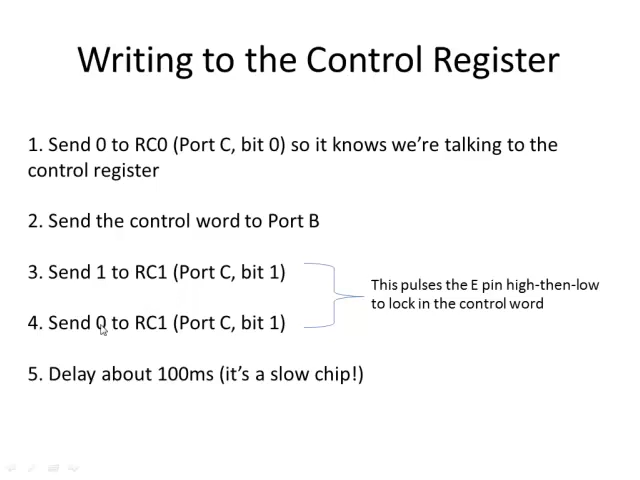 Writing to the Control Register
1. Send 0 to RC0 (Port C, bit 0) so it knows we’re talking to the
control register
2. Send the control word to Port B
3. Send 1 to RC1 (Port C, bit 1)
4. Send 0 to RC1 (Port C, bit 1)
This pulses the E pin high-then-low
to lock in the control word
5. Delay about 100ms (it’s a slow chip!)